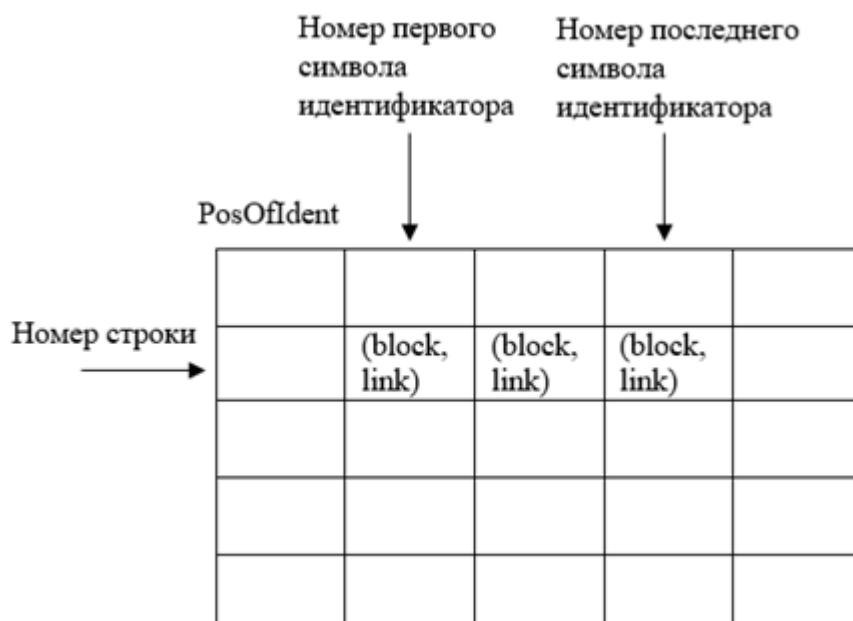 Номер первого
символа
идентификатора
Номер последнего
символа
идентификатора
PosOfIdent
Номер строки
(block,
link)
(block,
link)
(block,
link)